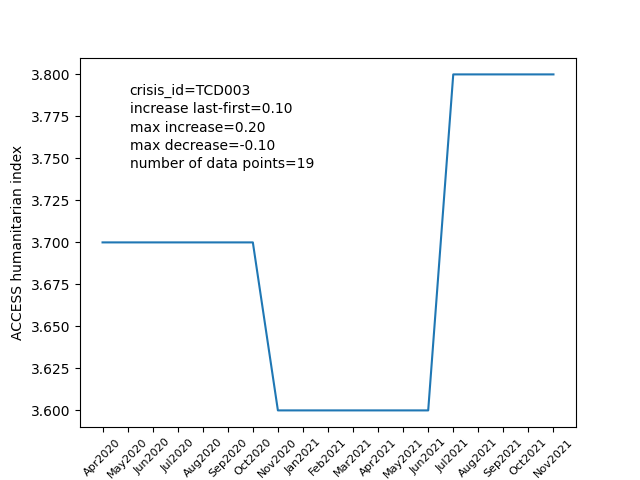 crisis_id=TCD003
increase last-first=0.10
max increase=0.20
max decrease=-0.10
number of data points=19
ACCESS humanitarian index
3.800
3.775
3.750
3.725
3.700
3.675
3.650
3.625
3.600
Apr2020
May2020
Jun2020
Jul2020
Aug2020
Sep2020
Oct2020
Nov2020
Jan2021
Feb2021
Mar2021
Apr2021
May2021
Jun2021
Jul2021
Aug2021
Sep2021
Oct2021
Nov2021